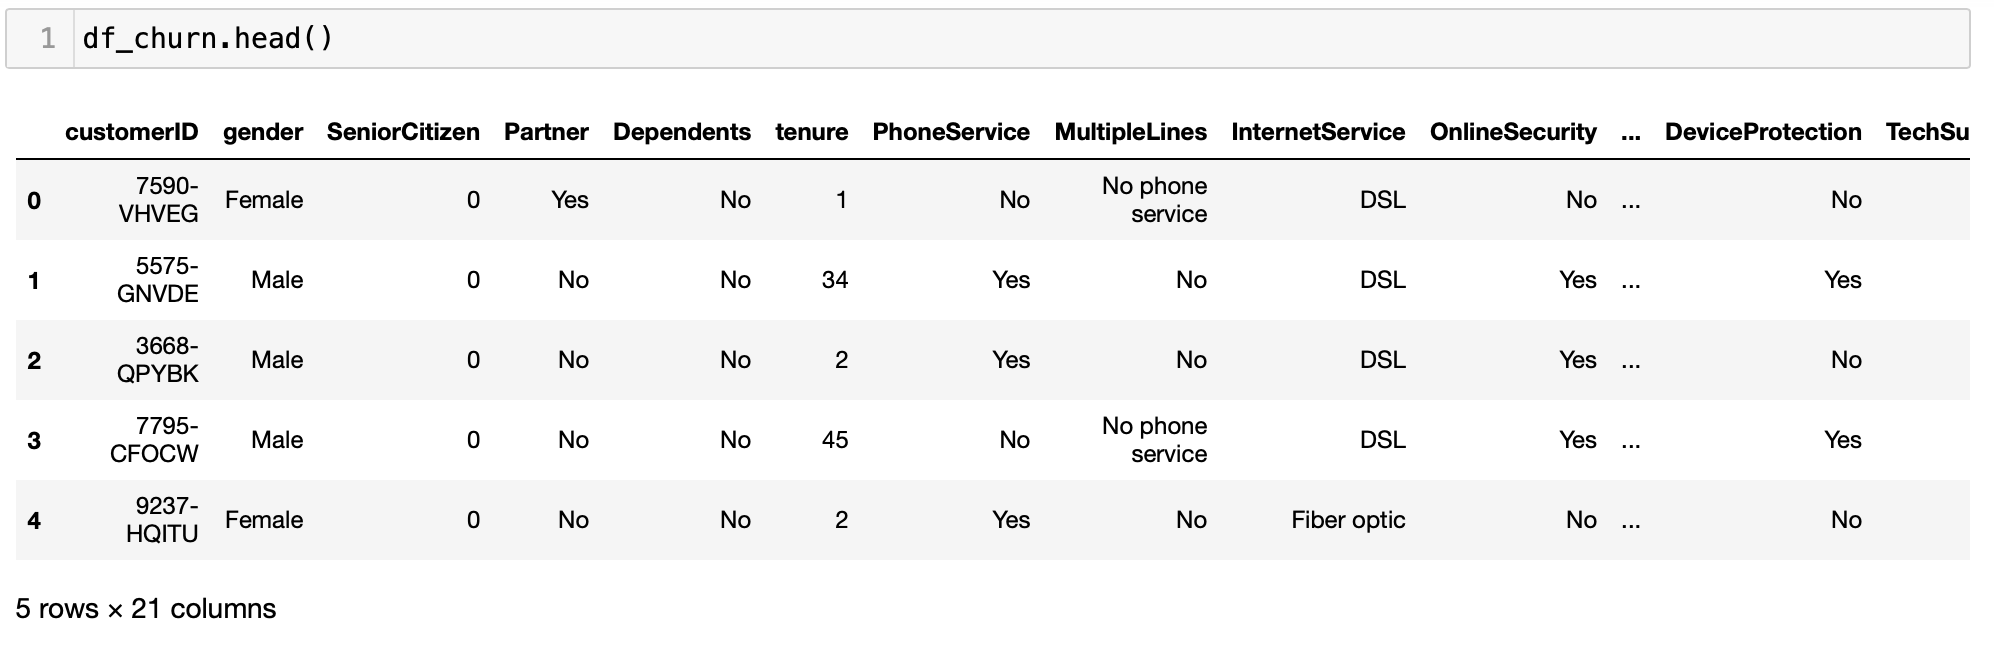 1 df_churn.head()
customerID gender SeniorCitizen Partner Dependents tenure PhoneService MultipleLines InternetService OnlineSecurity ... DeviceProtection TechSu
0 7590-VHVEG Female 0 Yes No 1 No No phone service DSL No ... No
1 5575-GNVDE Male 0 No No 34 Yes No DSL Yes ... Yes
2 3668-QPYBK Male 0 No No 2 Yes No DSL Yes ... No
3 7795-CFOCW Male 0 No No 45 No No phone service DSL Yes ... Yes
4 9237-HQITU Female 0 No No 2 Yes No Fiber optic No ... No
5 rows × 21 columns